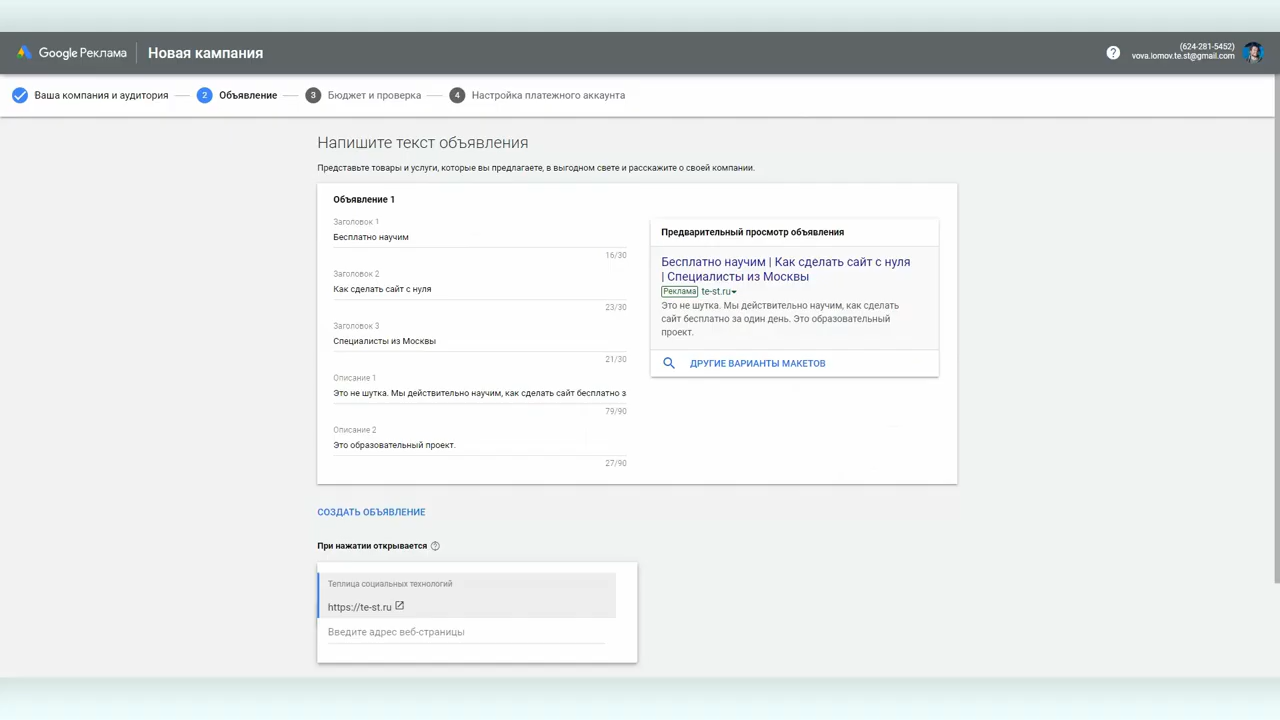 Google Реклама
Новая кампания
(624-281-5452)
vova.lomov.te.st@gmail.com
Ваша компания и аудитория
2 Объявление
3 Бюджет и проверка
4 Настройка платежного аккаунта
Напишите текст объявления
Представьте товары и услуги, которые вы предлагаете, в выгодном свете и расскажите о своей компании.
Объявление 1
Заголовок 1
Бесплатно научим
16/30
Заголовок 2
Как сделать сайт с нуля
23/30
Заголовок 3
Специалисты из Москвы
21/30
Описание 1
Это не шутка. Мы действительно научим, как сделать сайт бесплатно з
79/90
Описание 2
Это образовательный проект.
27/90
Предварительный просмотр объявления
Бесплатно научим | Как сделать сайт с нуля
| Специалисты из Москвы
Реклама te-st.ru
Это не шутка. Мы действительно научим, как сделать
сайт бесплатно за один день. Это образовательный
проект.
ДРУГИЕ ВАРИАНТЫ МАКЕТОВ
СОЗДАТЬ ОБЪЯВЛЕНИЕ
При нажатии открывается
Теплица социальных технологий
https://te-st.ru
Введите адрес веб-страницы